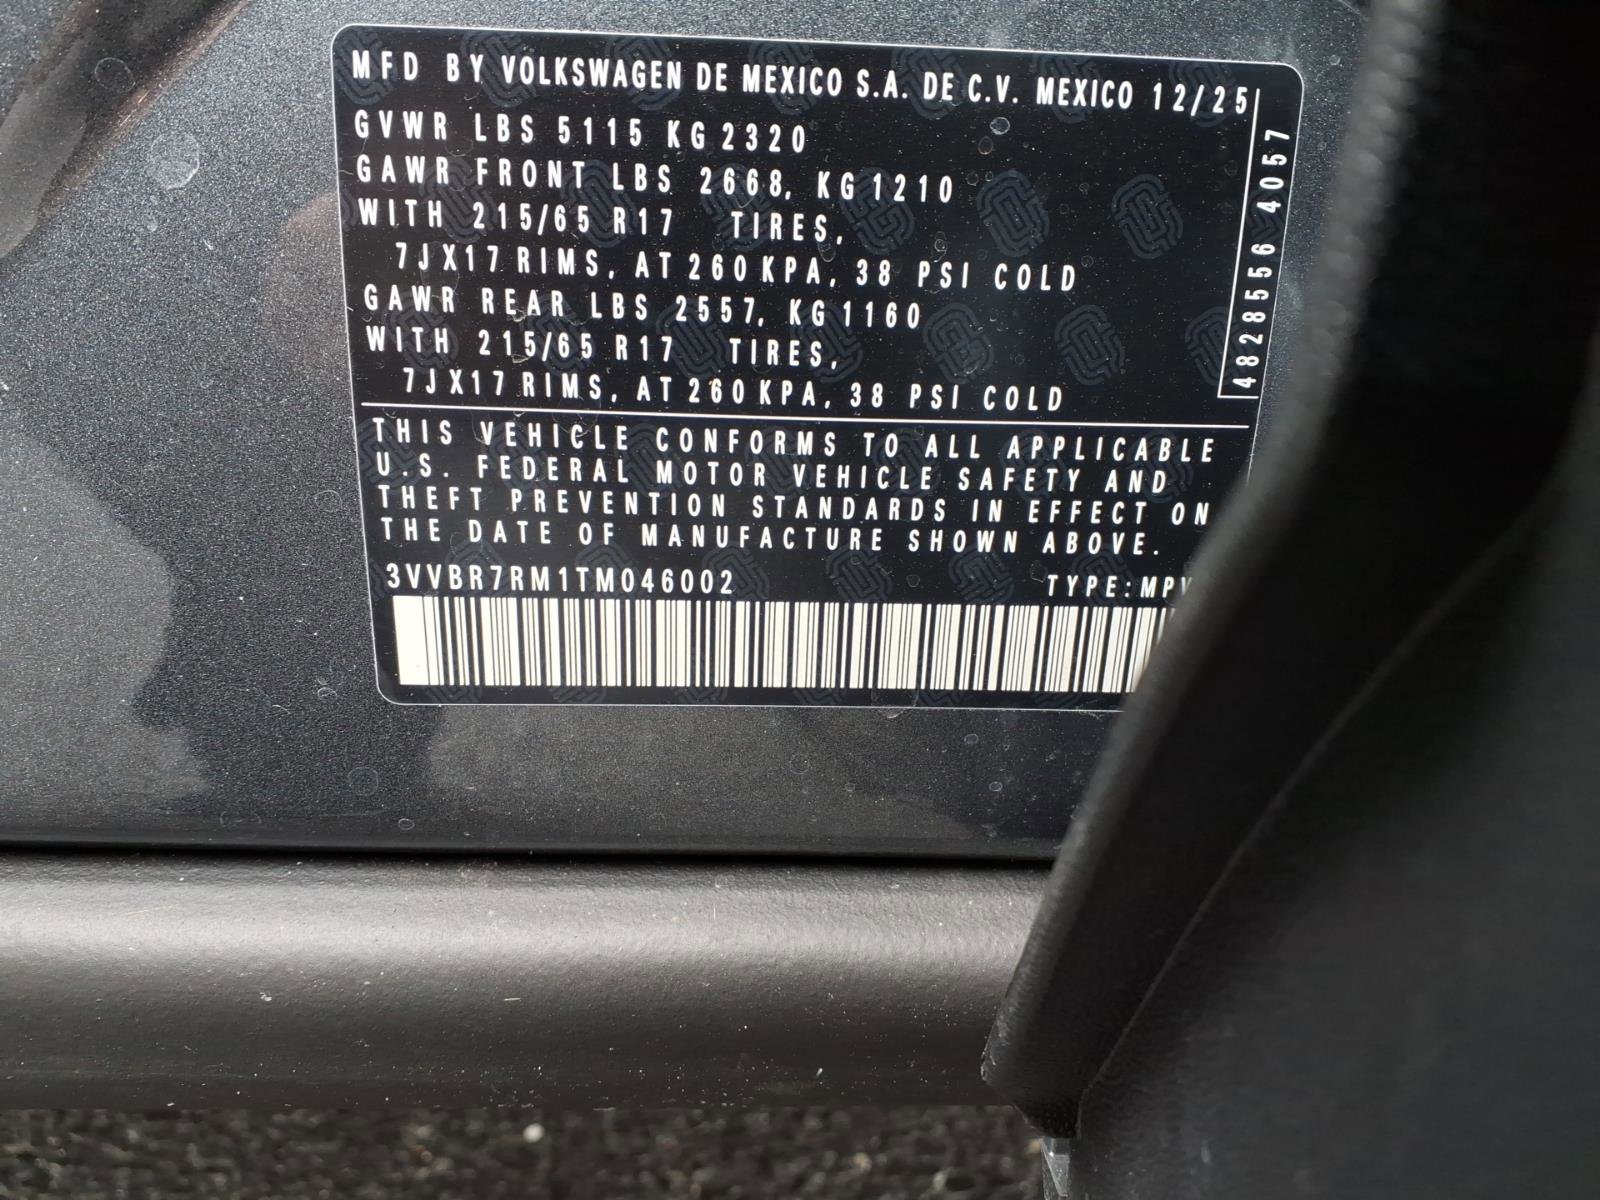 MFD BY VOLKSWAGEN DE MEXICO S.A. DE C.V. MEXICO 12/25
GVWR LBS 5115 KG 2320
GAWR FRONT LBS 2668, KG 1210
WITH 215/65 R17 TIRES,
7JX17 RIMS, AT 260 KPA, 38 PSI COLD
GAWR REAR LBS 2557, KG 1160
WITH 215/65 R17 TIRES,
7JX17 RIMS, AT 260 KPA, 38 PSI COLD
4828556 4057
THIS VEHICLE CONFORMS TO ALL APPLICABLE
U.S. FEDERAL MOTOR VEHICLE SAFETY AND
THEFT PREVENTION STANDARDS IN EFFECT ON
THE DATE OF MANUFACTURE SHOWN ABOVE.
3VVBR7RM1TM046002 TYPE:MPV